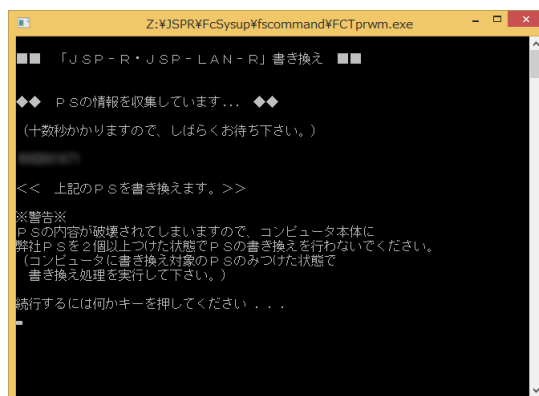 Z:¥JSPR¥FcSysup¥fscommand¥FCTprwm.exe
■■　「ＪＳＰ－Ｒ・ＪＳＰ－ＬＡＮ－Ｒ」書き換え　■■
◆◆　ＰＳの情報を収集しています...　◆◆
（十数秒かかりますので、しばらくお待ち下さい。）
<<　上記のＰＳを書き換えます。>>
※警告※
ＰＳの内容が破壊されてしまいますので、コンピュータ本体に
弊社ＰＳを２個以上つけた状態でＰＳの書き換えを行わないでください。
（コンピュータに書き換え対象のＰＳのみつけた状態で
　書き換え処理を実行して下さい。）
続行するには何かキーを押してください . . .